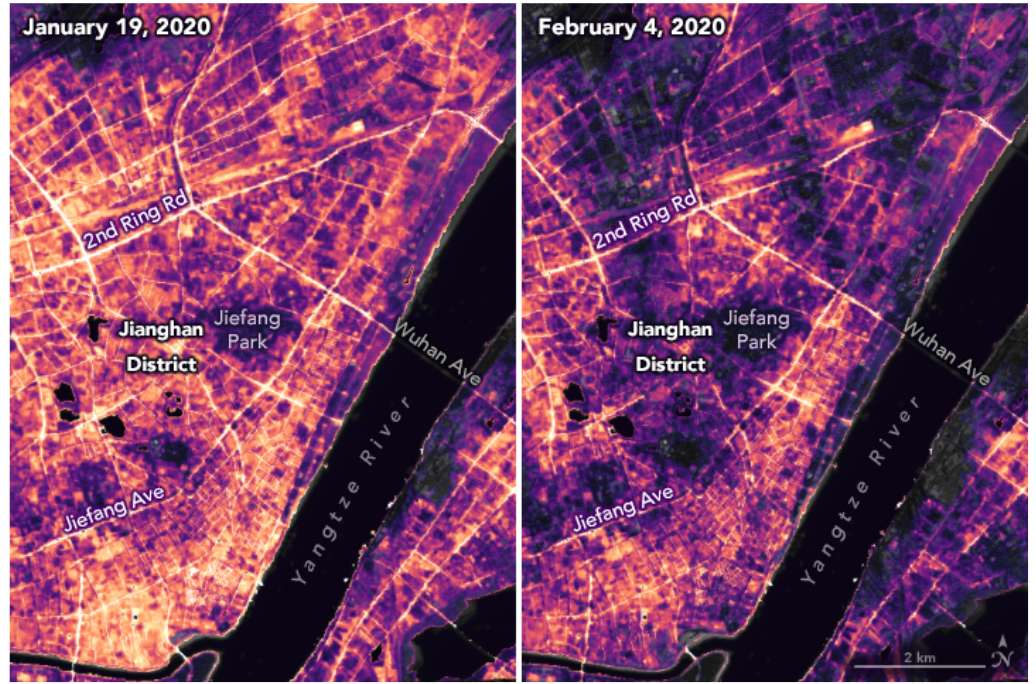 January 19, 2020
2nd Ring Rd
Jianghan
District
Jiefang
Park
Wuhan Ave
Jiefang Ave
Yangtze River
February 4, 2020
2nd Ring Rd
Jianghan
District
Jiefang
Park
Wuhan Ave
Jiefang Ave
Yangtze River
2 km
N